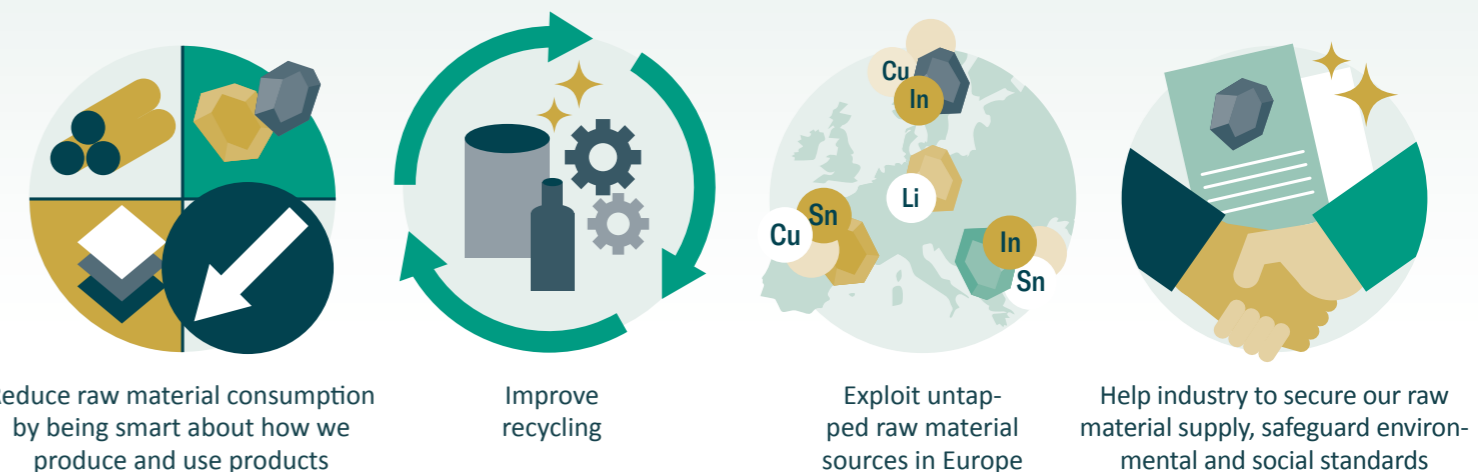 Cu
In
Li
Sn
Cu
In
Sn
Reduce raw material consumption
by being smart about how we
produce and use products
Improve
recycling
Exploit untap-
ped raw material
sources in Europe
Help industry to secure our raw
material supply, safeguard environ-
mental and social standards